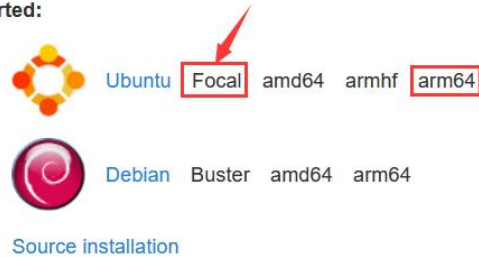 rted:
Ubuntu Focal amd64 armhf arm64
Debian Buster amd64 arm64
Source installation